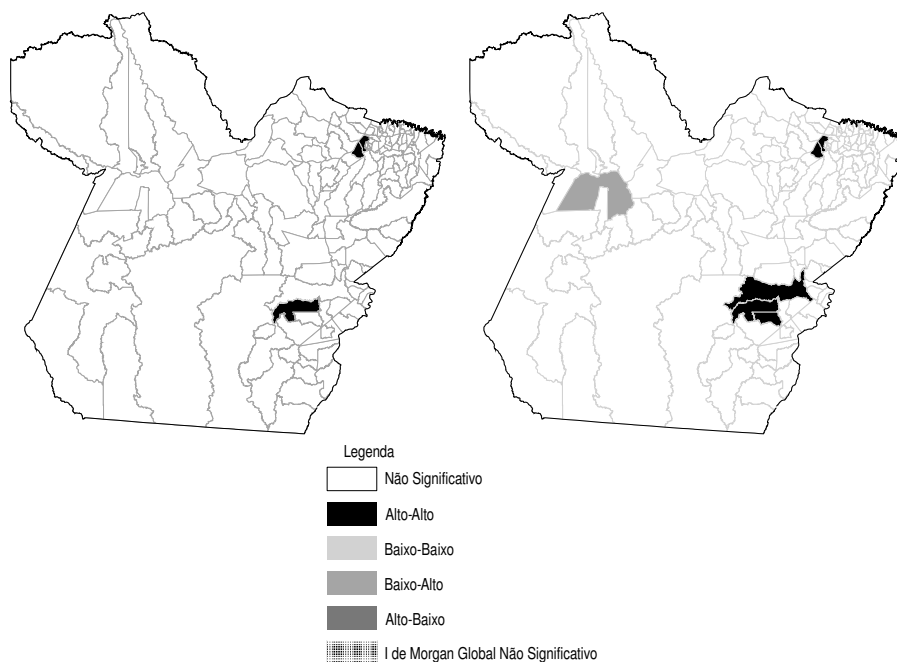 Legenda
Não Significativo
Alto-Alto
Baixo-Baixo
Baixo-Alto
Alto-Baixo
I de Morgan Global Não Significativo